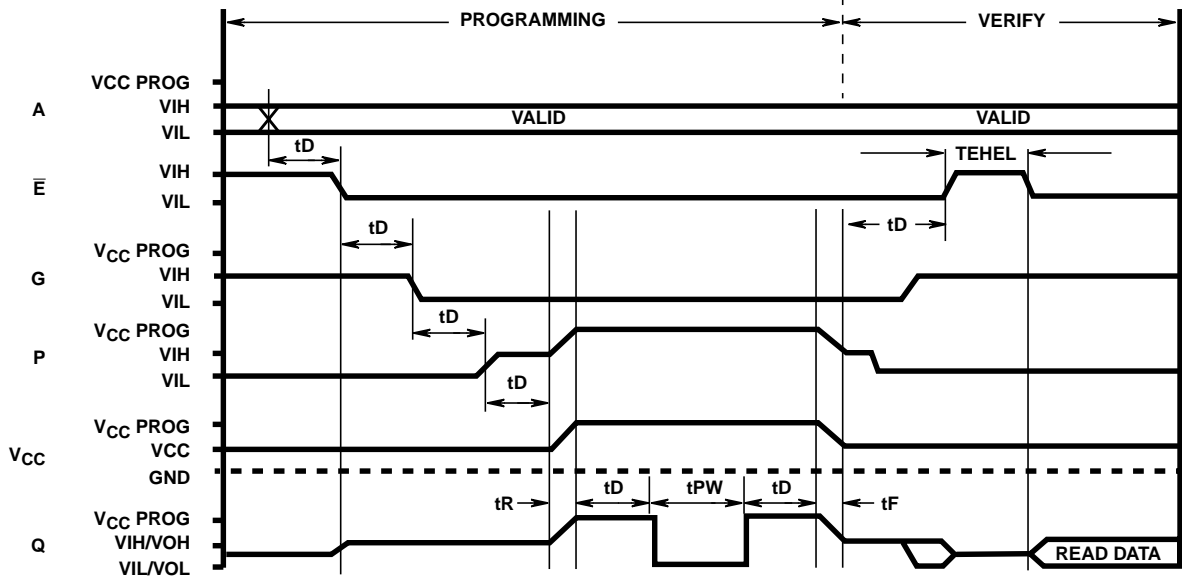 PROGRAMMING VERIFY
VCC PROG
A VIH VALID VALID
VIL
tD TEHEL
VIH
E̅
VIL
tD tD
VCC PROG
G VIH
VIL
VCC PROG tD
P VIH
VIL
tD
VCC PROG
VCC VCC
GND
tR tD tPW tD tF
VCC PROG
Q VIH/VOH
READ DATA
VIL/VOL